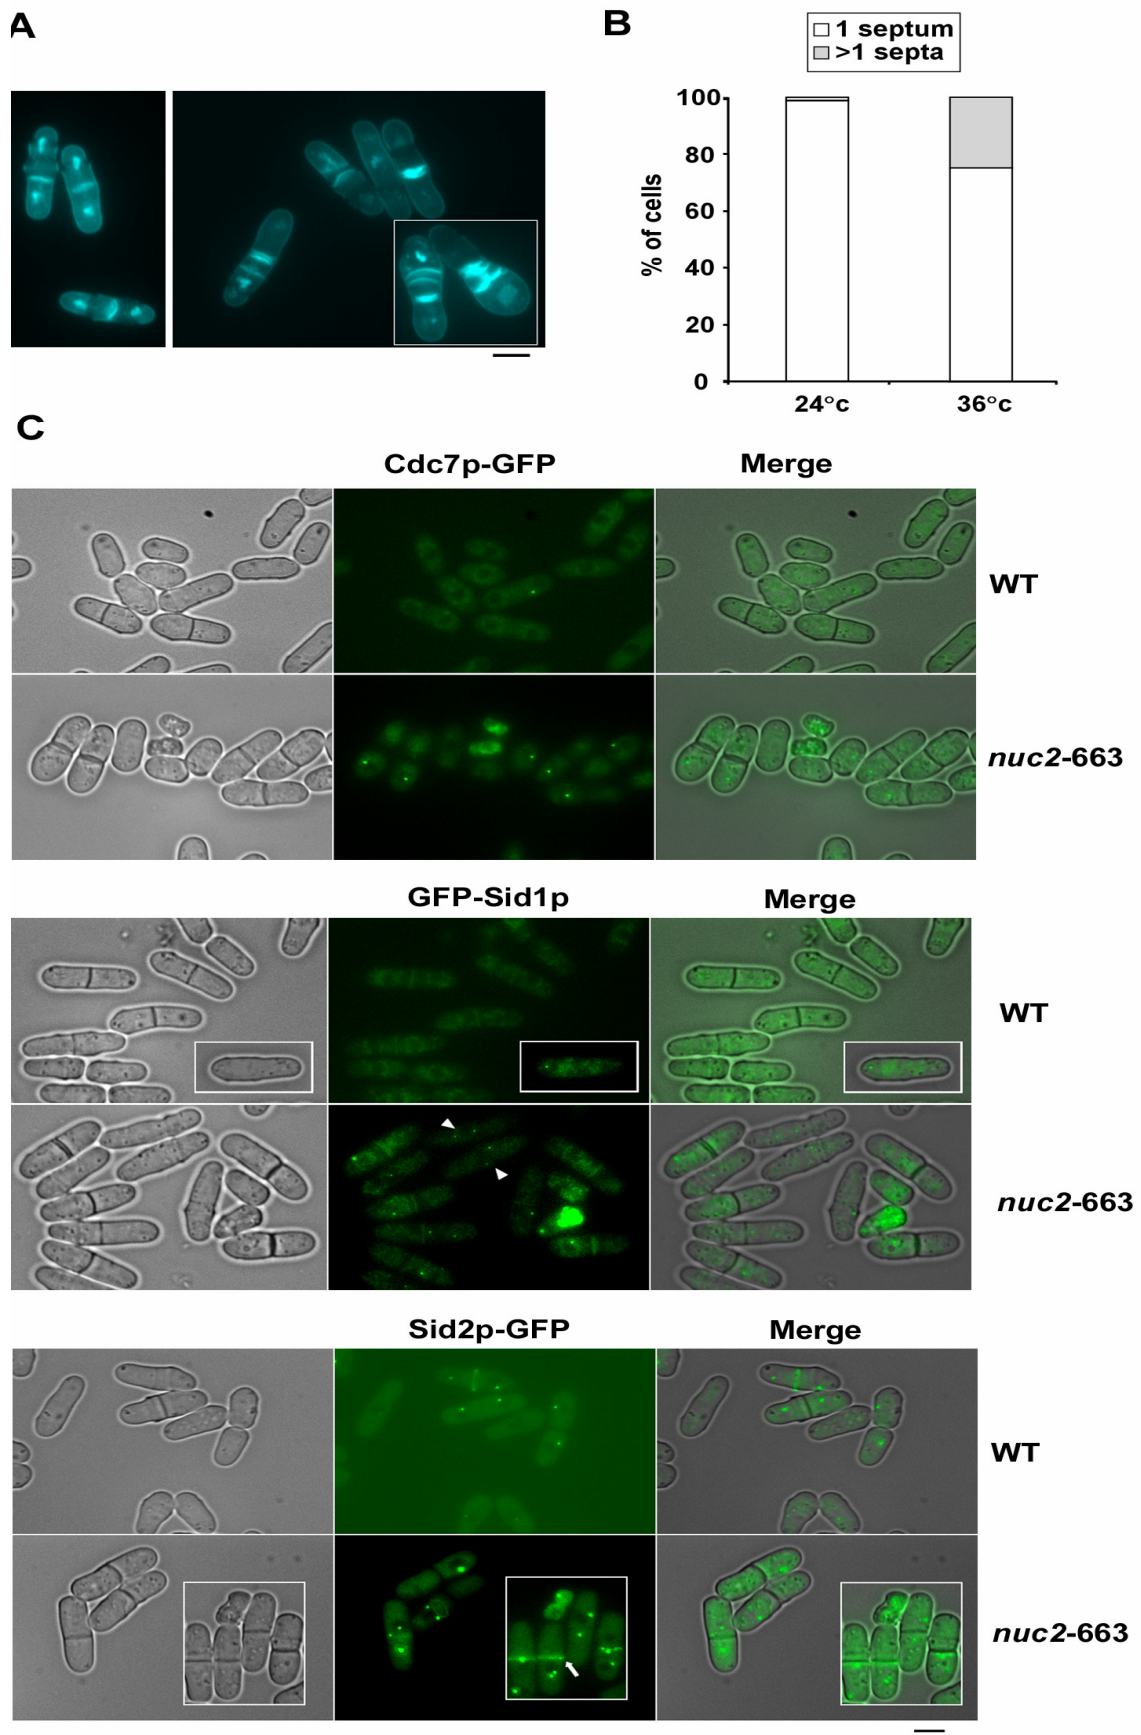 A
B
1 septum
>1 septa
100
80
60
40
20
0
% of cells
24°c
36°c
C
Cdc7p-GFP
Merge
WT
nuc2-663
GFP-Sid1p
Merge
WT
nuc2-663
Sid2p-GFP
Merge
WT
nuc2-663